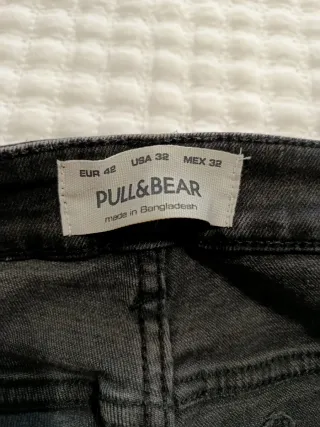 EUR 42 USA 32 MEX 32
PULL&BEAR
made in Bangladesh